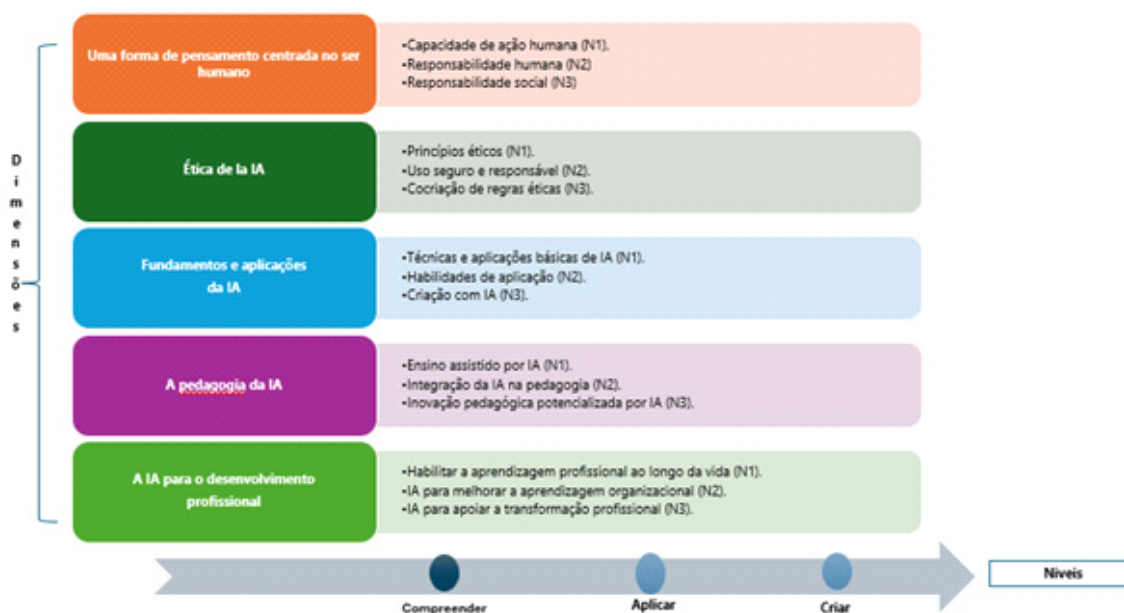 Dimensões
Uma forma de pensamento centrada no ser
humano
•Capacidade de ação humana (N1).
•Responsabilidade humana (N2)
•Responsabilidade social (N3)
Ética de la IA
•Princípios éticos (N1).
•Uso seguro e responsável (N2).
•Cocriação de regras éticas (N3).
Fundamentos e aplicações
da IA
•Técnicas e aplicações básicas de IA (N1).
•Habilidades de aplicação (N2).
•Criação com IA (N3).
A pedagogia da IA
•Ensino assistido por IA (N1).
•Integração da IA na pedagogia (N2).
•Inovação pedagógica potencializada por IA (N3).
A IA para o desenvolvimento
profissional
•Habilitar a aprendizagem profissional ao longo da vida (N1).
•IA para melhorar a aprendizagem organizacional (N2).
•IA para apoiar a transformação profissional (N3).
Compreender
Aplicar
Criar
Niveis